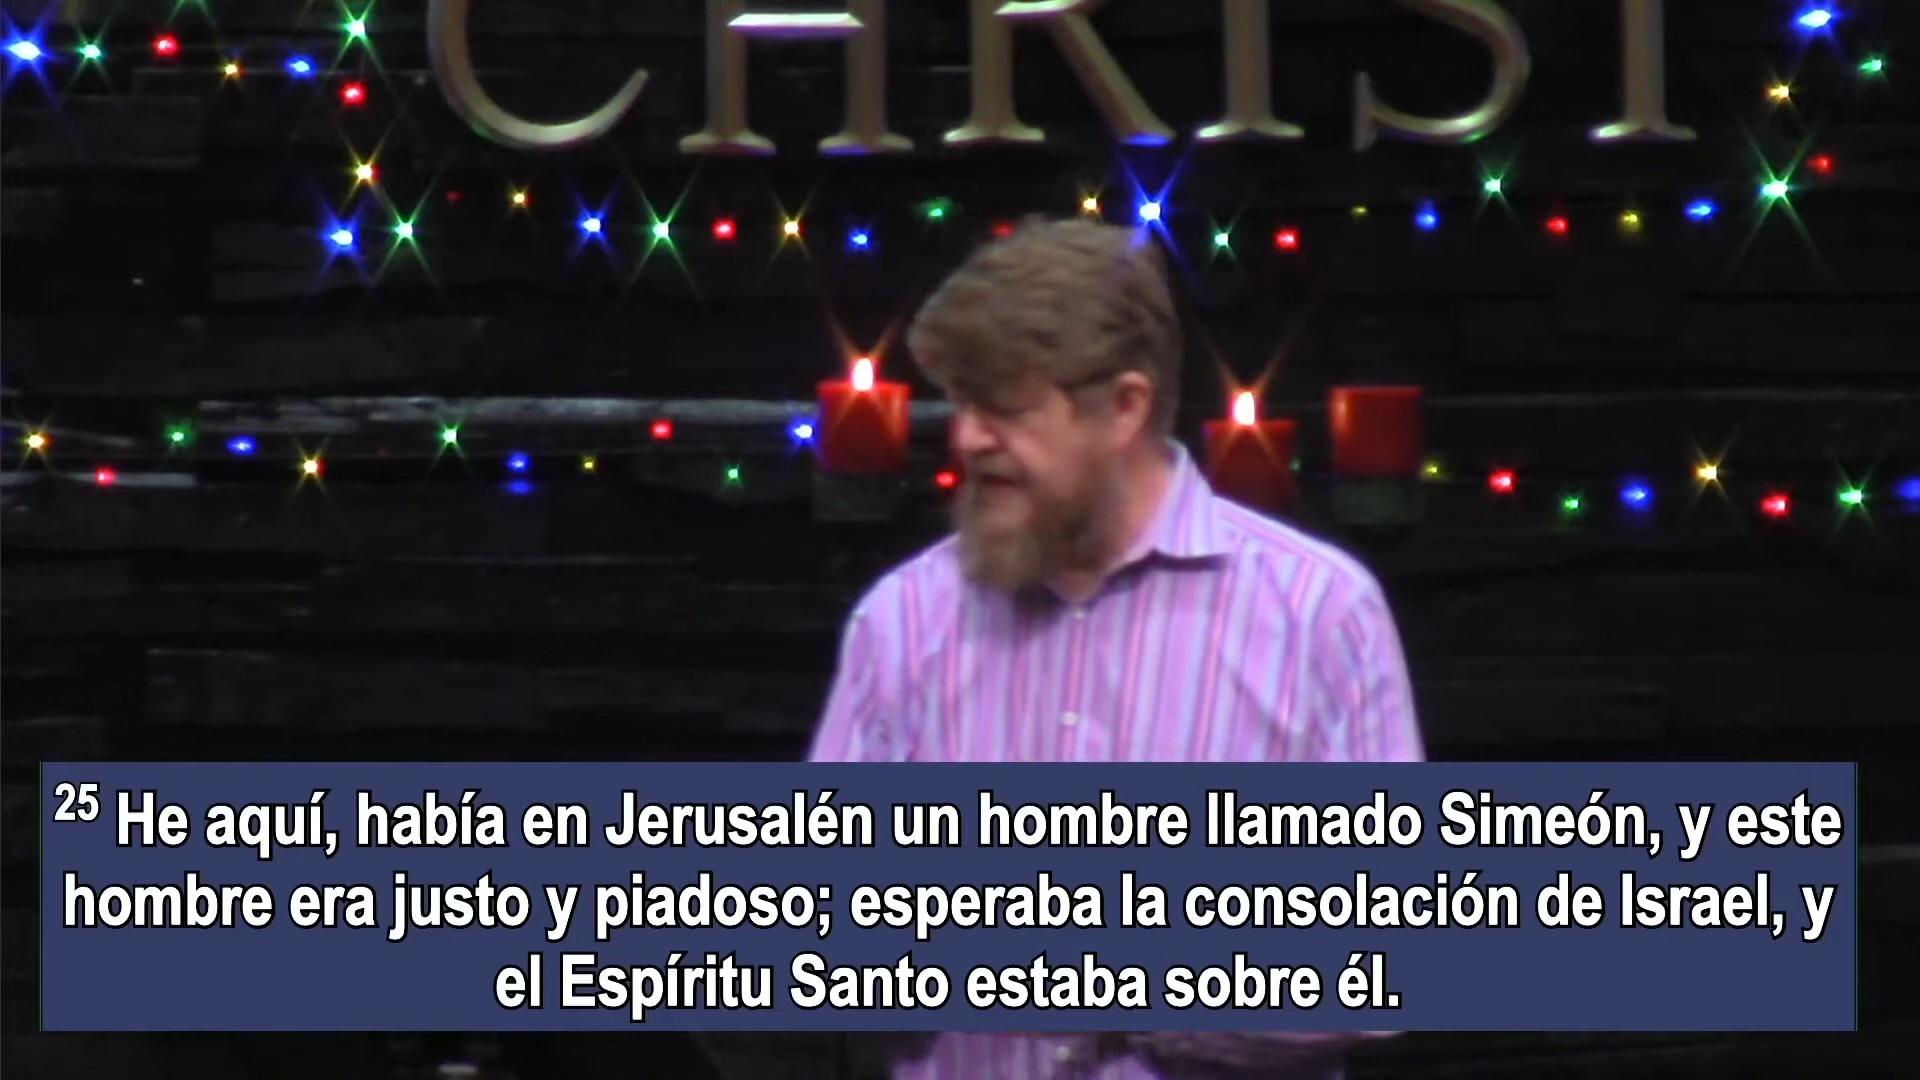 CHRIST
25 He aquí, había en Jerusalén un hombre llamado Simeón, y este
hombre era justo y piadoso; esperaba la consolación de Israel, y
el Espíritu Santo estaba sobre él.